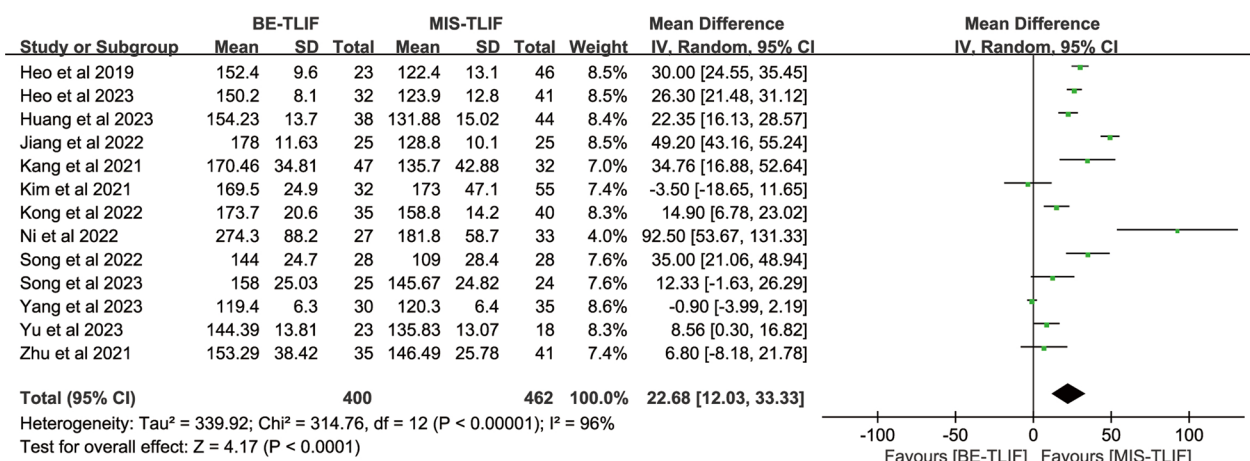 BE-TLIF MIS-TLIF Mean Difference Mean Difference
Study or Subgroup Mean SD Total Mean SD Total Weight IV, Random, 95% CI IV, Random, 95% CI
Heo et al 2019 152.4 9.6 23 122.4 13.1 46 8.5% 30.00 [24.55, 35.45]
Heo et al 2023 150.2 8.1 32 123.9 12.8 41 8.5% 26.30 [21.48, 31.12]
Huang et al 2023 154.23 13.7 38 131.88 15.02 44 8.4% 22.35 [16.13, 28.57]
Jiang et al 2022 178 11.63 25 128.8 10.1 25 8.5% 49.20 [43.16, 55.24]
Kang et al 2021 170.46 34.81 47 135.7 42.88 32 7.0% 34.76 [16.88, 52.64]
Kim et al 2021 169.5 24.9 32 173 47.1 55 7.4% -3.50 [-18.65, 11.65]
Kong et al 2022 173.7 20.6 35 158.8 14.2 40 8.3% 14.90 [6.78, 23.02]
Ni et al 2022 274.3 88.2 27 181.8 58.7 33 4.0% 92.50 [53.67, 131.33]
Song et al 2022 144 24.7 28 109 28.4 28 7.6% 35.00 [21.06, 48.94]
Song et al 2023 158 25.03 25 145.67 24.82 24 7.6% 12.33 [-1.63, 26.29]
Yang et al 2023 119.4 6.3 30 120.3 6.4 35 8.6% -0.90 [-3.99, 2.19]
Yu et al 2023 144.39 13.81 23 135.83 13.07 18 8.3% 8.56 [0.30, 16.82]
Zhu et al 2021 153.29 38.42 35 146.49 25.78 41 7.4% 6.80 [-8.18, 21.78]
Total (95% CI) 400 462 100.0% 22.68 [12.03, 33.33]
Heterogeneity: Tau² = 339.92; Chi² = 314.76, df = 12 (P < 0.00001); I² = 96%
Test for overall effect: Z = 4.17 (P < 0.0001)
-100 -50 0 50 100
Favours [BE-TLIF] Favours [MIS-TLIF]